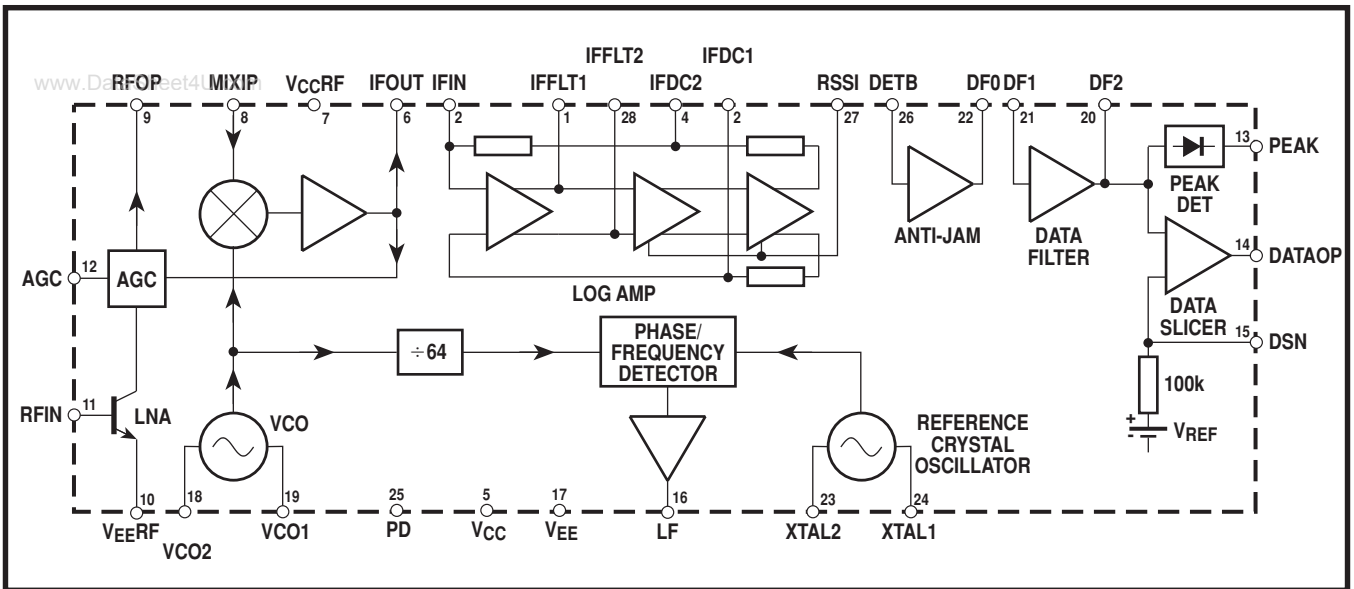 IFFLT2 IFDC1
www.DataSheet4U.com
RFOP MIXIP VCCRF IFOUT IFIN IFFLT1 IFDC2 RSSI DETB DF0 DF1 DF2
9 8 7 6 2 1 28 4 2 27 26 22 21 20
13 PEAK
PEAK
DET
ANTI-JAM
DATA
FILTER
14 DATAOP
AGC 12 AGC
LOG AMP
DATA
SLICER
15 DSN
÷64
PHASE/
FREQUENCY
DETECTOR
100k
RFIN 11 LNA
VCO
REFERENCE
CRYSTAL
OSCILLATOR
+
-
VREF
10 18 19 25 5 17 16 23 24
VEERF VCO2 VCO1 PD VCC VEE LF XTAL2 XTAL1